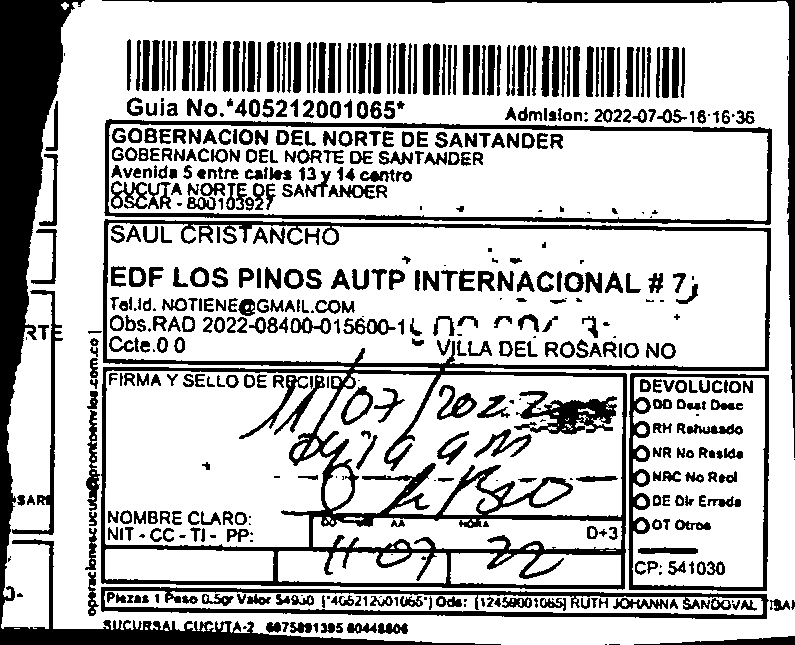 Guia No.*405212001065*
Admision: 2022-07-05-16:16:36
GOBERNACION DEL NORTE DE SANTANDER
GOBERNACION DEL NORTE DE SANTANDER
Avenida 5 entre calles 13 y 14 centro
CUCUTA NORTE DE SANTANDER
OSCAR - 800103927
SAUL CRISTANCHO
EDF LOS PINOS AUTP INTERNACIONAL # 7
Tel.Id. NOTIENE@GMAIL.COM
Obs.RAD 2022-08400-015600-1
Ccte.0 0
VILLA DEL ROSARIO NO
RTE
operacionescucuta@prontoenvios.com.co
FIRMA Y SELLO DE RECIBIDO:
11/07/2022
NOMBRE CLARO:
NIT - CC - TI - PP:
AA HORA
D+3
11 07 22
DEVOLUCION
DD Dest Desc
RH Rehusado
NR No Reside
NRC No Recl
DE Dir Errada
OT Otros
CP: 541030
Piezas 1 Peso 0.5gr Valor $4950 [*405212001065*] Ods: [12459001065] RUTH JOHANNA SANDOVAL
SUCURSAL CUCUTA-2 6075891395 60448806